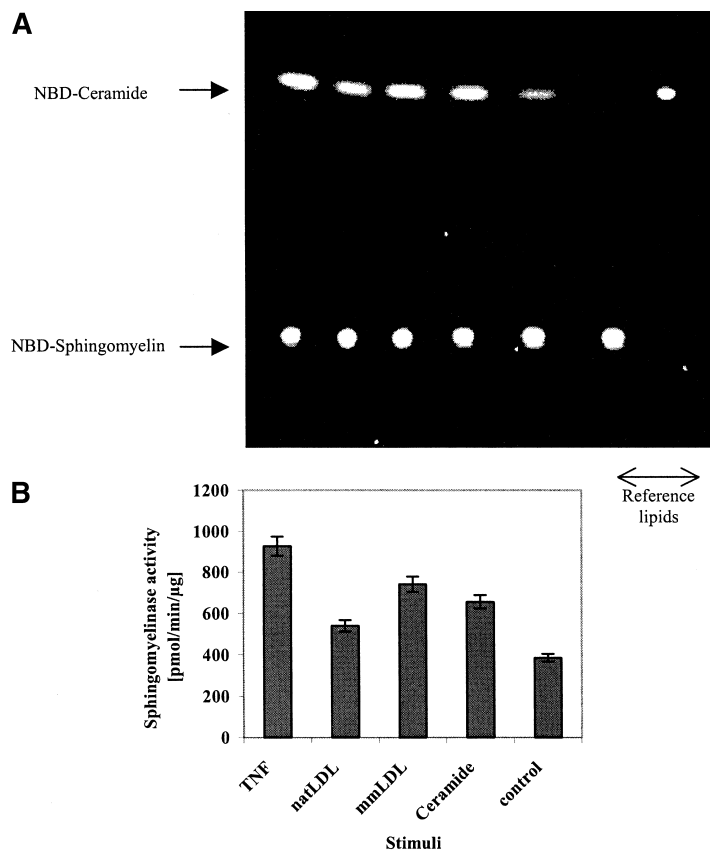 A
NBD-Ceramide
NBD-Sphingomyelin
Reference
lipids
B
Sphingomyelinase activity
[pmol/min/µg]
1200
1000
800
600
400
200
0
TNF
natLDL
mmLDL
Ceramide
control
Stimuli